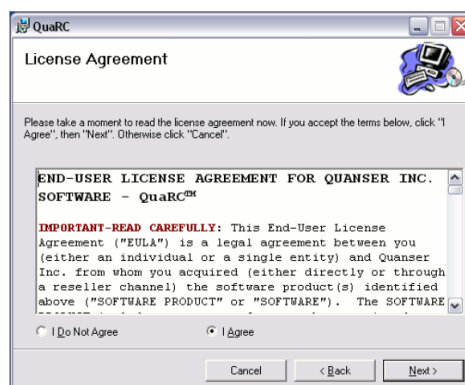 QuaRC
License Agreement
Please take a moment to read the license agreement now. If you accept the terms below, click "I
Agree", then "Next". Otherwise click "Cancel".
END-USER LICENSE AGREEMENT FOR QUANSER INC.
SOFTWARE - QuaRC™
IMPORTANT-READ CAREFULLY: This End-User License
Agreement ("EULA") is a legal agreement between you
(either an individual or a single entity) and Quanser
Inc. from whom you acquired (either directly or through
a reseller channel) the software product(s) identified
above ("SOFTWARE PRODUCT" or "SOFTWARE"). The SOFTWARE
I Do Not Agree I Agree
Cancel < Back Next >